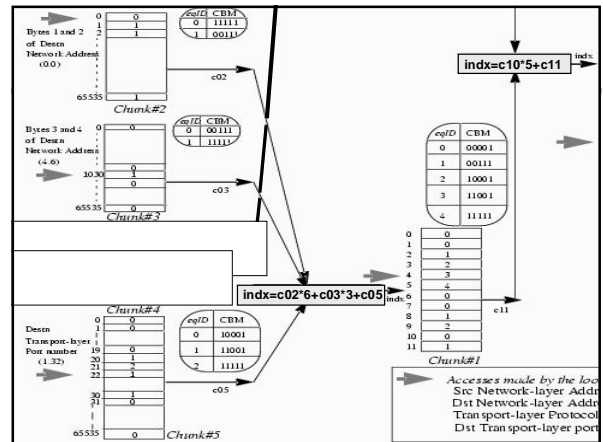 Bytes 1 and 2
of Destn
Network Address
(0.0)
0 0
1 1
2 1
65535 1
Chunk#2
eqID CBM
0 11111
1 00111
c02
Bytes 3 and 4
of Destn
Network Address
(4.6)
0 0
0
1030 1
0
65535 0
Chunk#3
eqID CBM
0 00111
1 11111
c03
Chunk#4
Destn
Transport-layer
Port number
(1.32)
0 0
1 0
19 0
20 1
21 2
22 1
30 1
31 0
65535 0
Chunk#5
eqID CBM
0 10001
1 11001
2 11111
c05
indx=c02*6+c03*3+c05
indx
eqID CBM
0 00001
1 00111
2 10001
3 11001
4 11111
0 0
1 0
2 1
3 2
4 3
5 4
6 0
7 0
8 1
9 2
10 0
11 1
Chunk#1
c11
indx=c10*5+c11
indx
Accesses made by the loo
Src Network-layer Addr
Dst Network-layer Addr
Transport-layer Protocol
Dst Transport-layer port